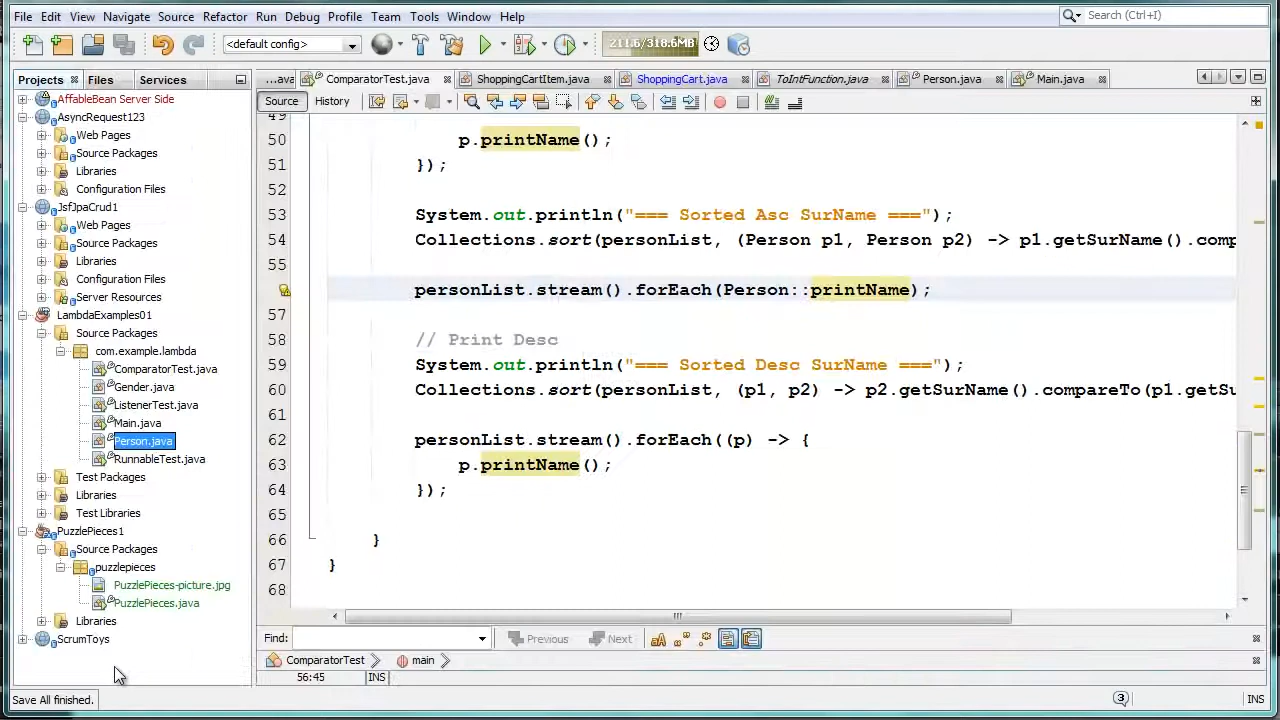 File Edit View Navigate Source Refactor Run Debug Profile Team Tools Window Help
Search (Ctrl+I)
<default config>
211.6/318.6MB
Projects Files Services
...ava ComparatorTest.java ShoppingCartItem.java ShoppingCart.java ToIntFunction.java Person.java Main.java
Source History
AffableBean Server Side
AsyncRequest123
Web Pages
Source Packages
Libraries
Configuration Files
JsfJpaCrud1
Web Pages
Source Packages
Libraries
Configuration Files
Server Resources
LambdaExamples01
Source Packages
com.example.lambda
ComparatorTest.java
Gender.java
ListenerTest.java
Main.java
Person.java
RunnableTest.java
Test Packages
Libraries
Test Libraries
PuzzlePieces1
Source Packages
puzzlepieces
PuzzlePieces-picture.jpg
PuzzlePieces.java
Libraries
ScrumToys
49
50 p.printName();
51 });
52
53 System.out.println("=== Sorted Asc SurName ===");
54 Collections.sort(personList, (Person p1, Person p2) -> p1.getSurName().comp
55
personList.stream().forEach(Person::printName);
57
58 // Print Desc
59 System.out.println("=== Sorted Desc SurName ===");
60 Collections.sort(personList, (p1, p2) -> p2.getSurName().compareTo(p1.getSu
61
62 personList.stream().forEach((p) -> {
63 p.printName();
64 });
65
66 }
67 }
68
Find: Previous Next
ComparatorTest main
56:45 INS
Save All finished. 3 INS